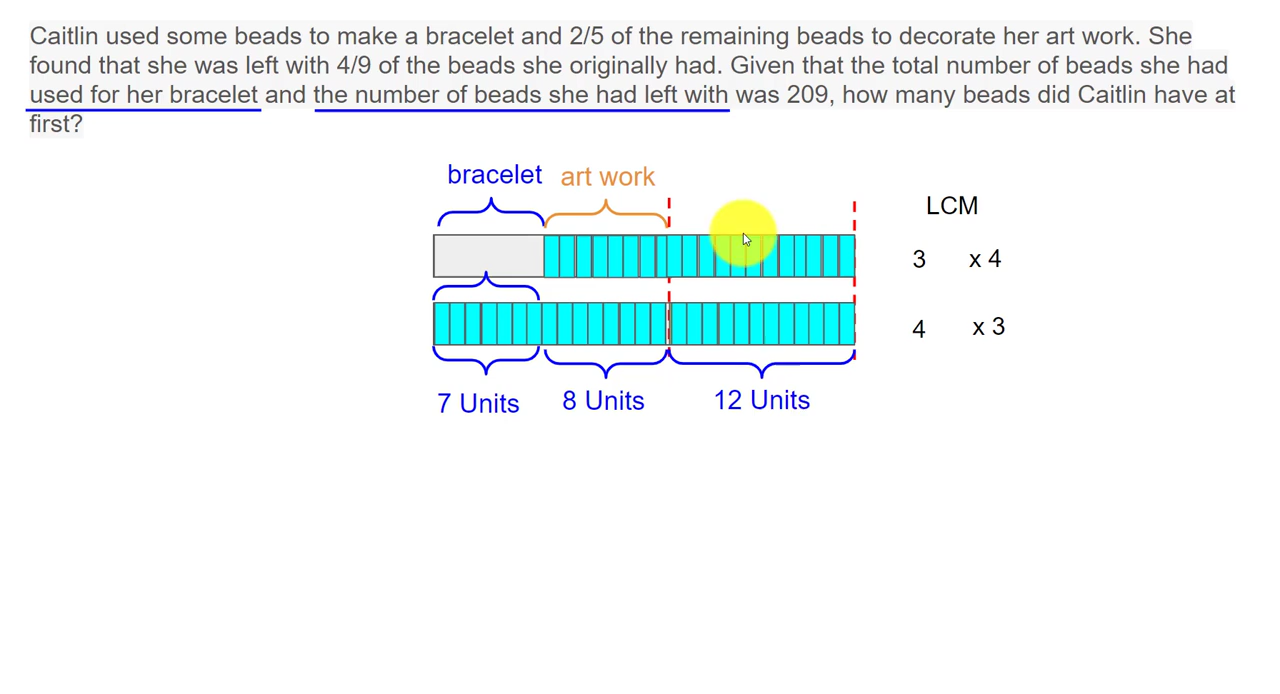 Caitlin used some beads to make a bracelet and 2/5 of the remaining beads to decorate her art work. She
found that she was left with 4/9 of the beads she originally had. Given that the total number of beads she had
used for her bracelet and the number of beads she had left with was 209, how many beads did Caitlin have at
first?
bracelet art work
LCM
3 x 4
4 x 3
7 Units 8 Units 12 Units